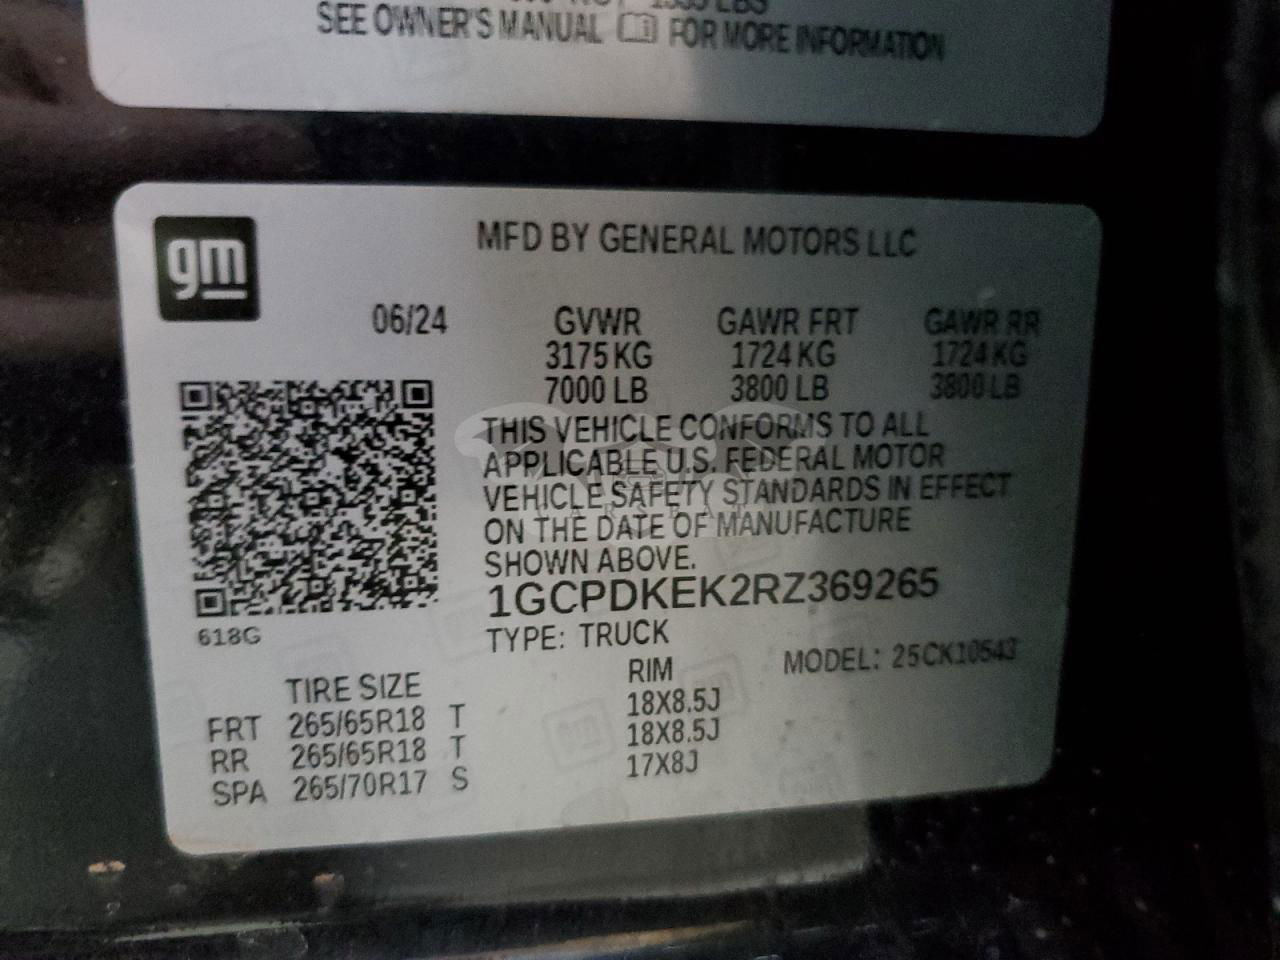 SEE OWNER'S MANUAL FOR MORE INFORMATION
gm
MFD BY GENERAL MOTORS LLC
06/24 GVWR GAWR FRT GAWR RR
3175 KG 1724 KG 1724 KG
7000 LB 3800 LB 3800 LB
THIS VEHICLE CONFORMS TO ALL
APPLICABLE U.S. FEDERAL MOTOR
VEHICLE SAFETY STANDARDS IN EFFECT
ON THE DATE OF MANUFACTURE
SHOWN ABOVE.
1GCPDKEK2RZ369265
618G
TYPE: TRUCK
MODEL: 25CK10543
TIRE SIZE RIM
FRT 265/65R18 T 18X8.5J
RR 265/65R18 T 18X8.5J
SPA 265/70R17 S 17X8J